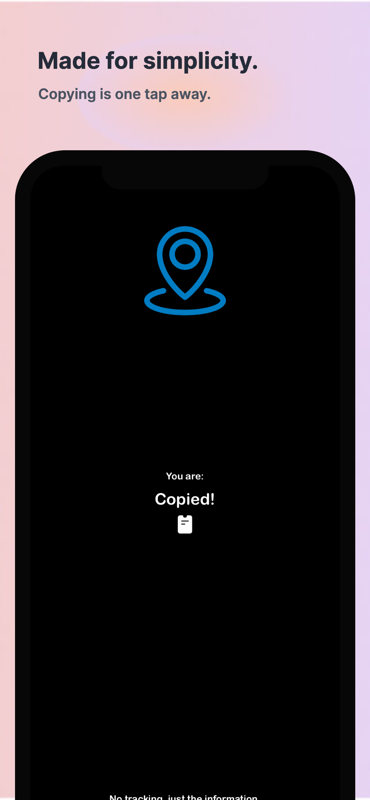 Made for simplicity.
Copying is one tap away.
You are:
Copied!
No tracking, just the information